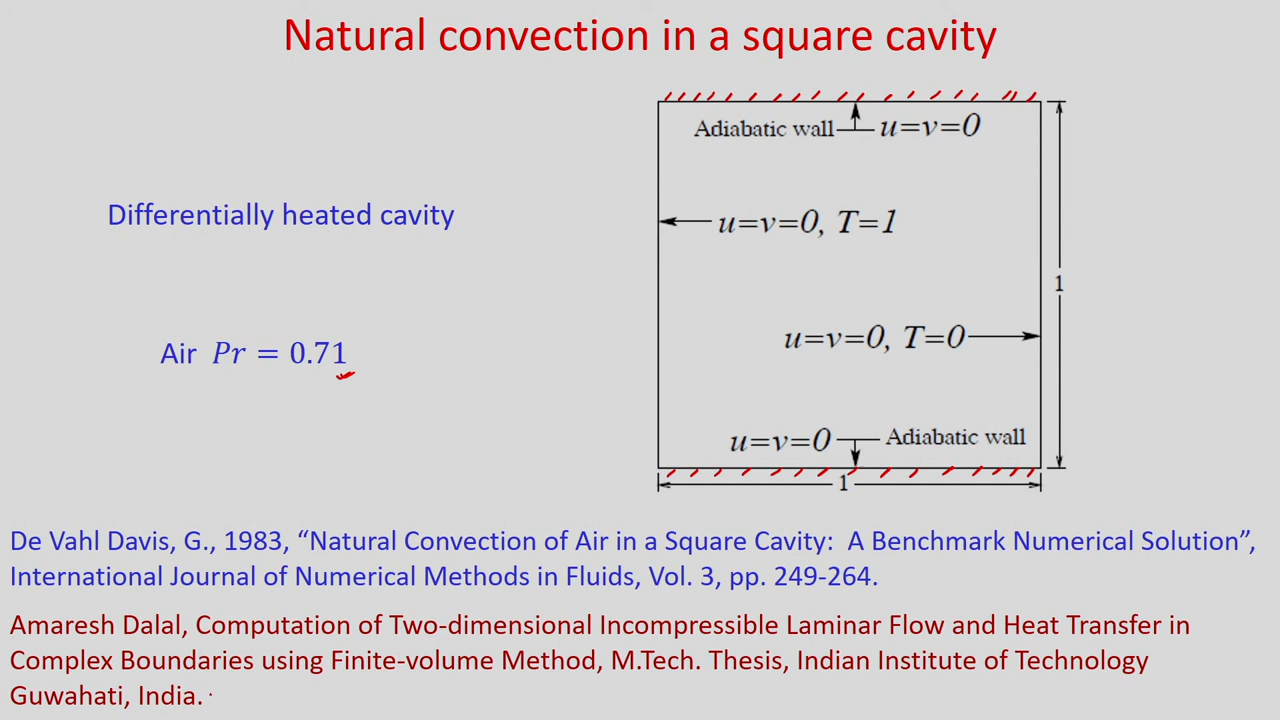 Natural convection in a square cavity
Adiabatic wall u=v=0
Differentially heated cavity
u=v=0, T=1
1
u=v=0, T=0
Air Pr = 0.71
u=v=0 Adiabatic wall
1
De Vahl Davis, G., 1983, “Natural Convection of Air in a Square Cavity: A Benchmark Numerical Solution”,
International Journal of Numerical Methods in Fluids, Vol. 3, pp. 249-264.
Amaresh Dalal, Computation of Two-dimensional Incompressible Laminar Flow and Heat Transfer in
Complex Boundaries using Finite-volume Method, M.Tech. Thesis, Indian Institute of Technology
Guwahati, India.